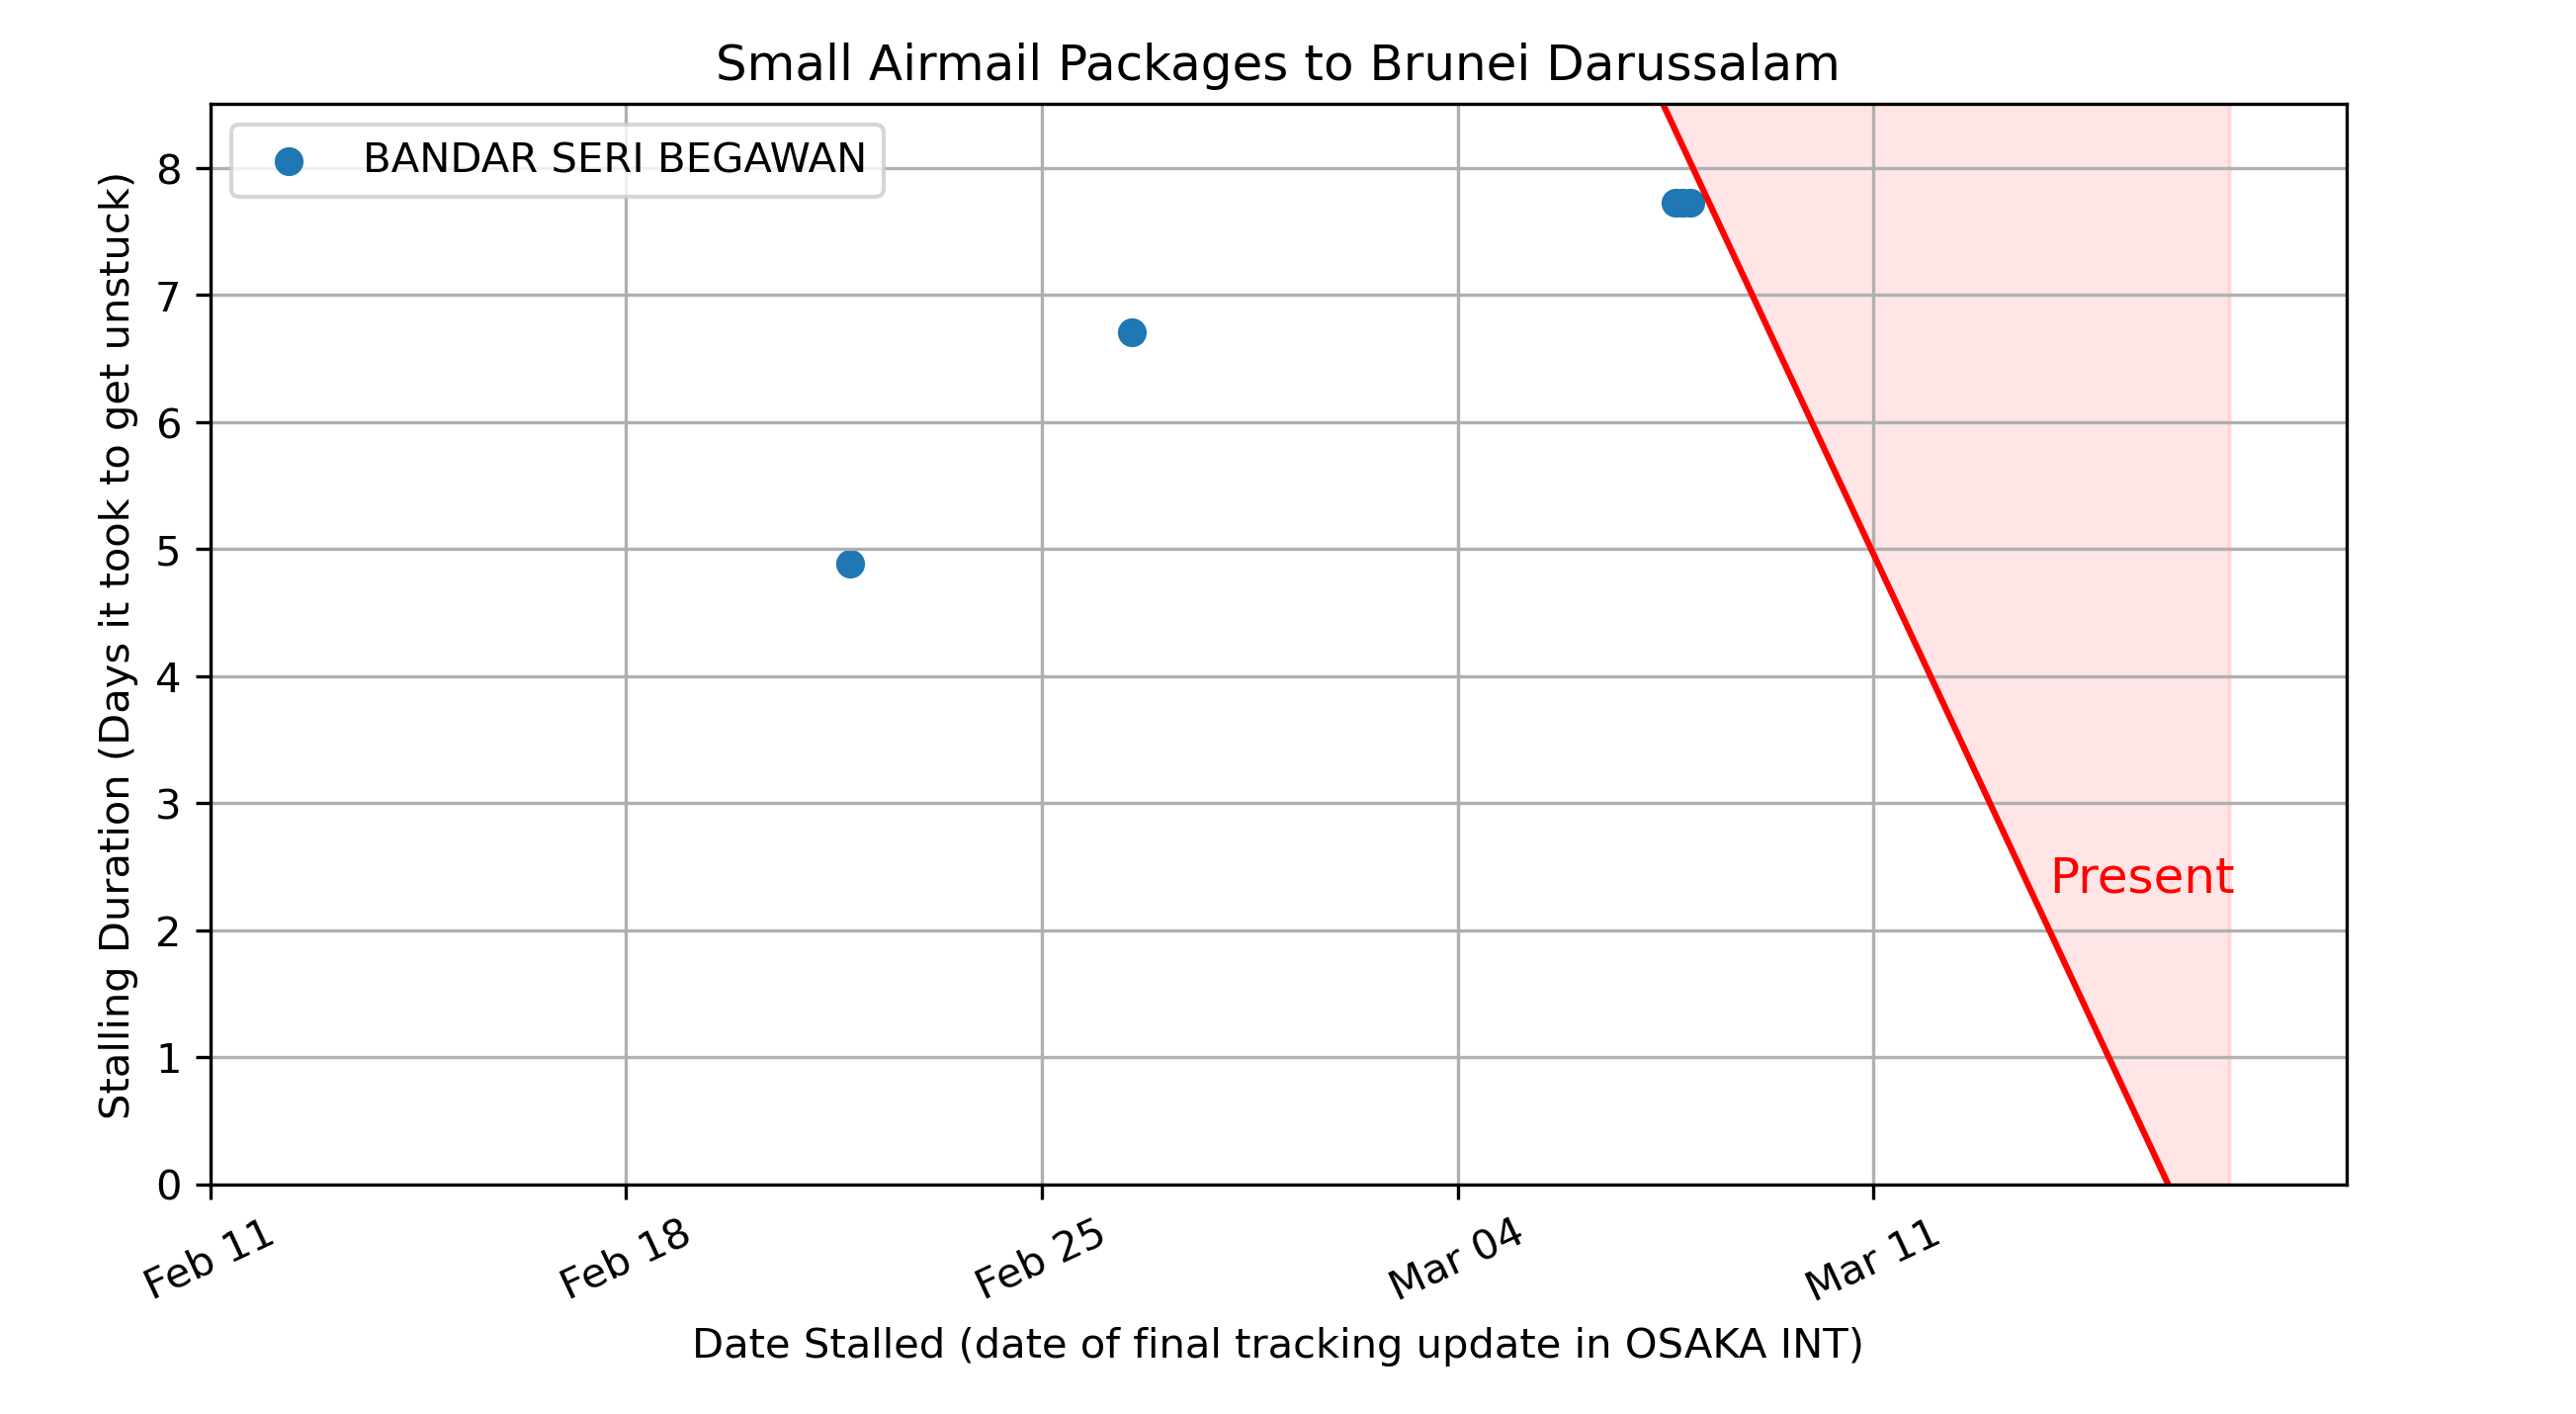 Small Airmail Packages to Brunei Darussalam
BANDAR SERI BEGAWAN
Stalling Duration (Days it took to get unstuck)
8
7
6
5
4
3
2
1
0
Present
Feb 11
Feb 18
Feb 25
Mar 04
Mar 11
Date Stalled (date of final tracking update in OSAKA INT)